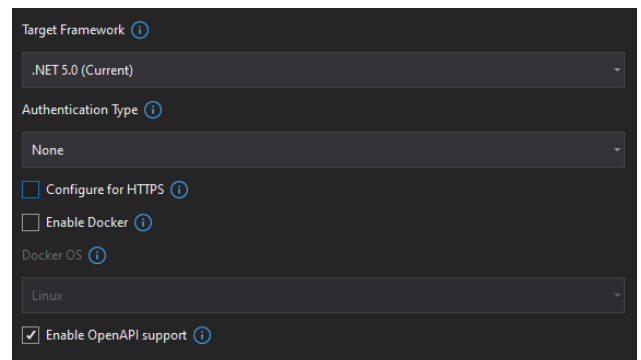 Target Framework
.NET 5.0 (Current)
Authentication Type
None
Configure for HTTPS
Enable Docker
Docker OS
Linux
Enable OpenAPI support